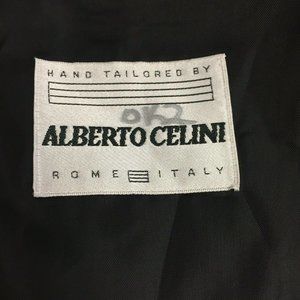 HAND TAILORED BY
ALBERTO CELINI
ROME ITALY